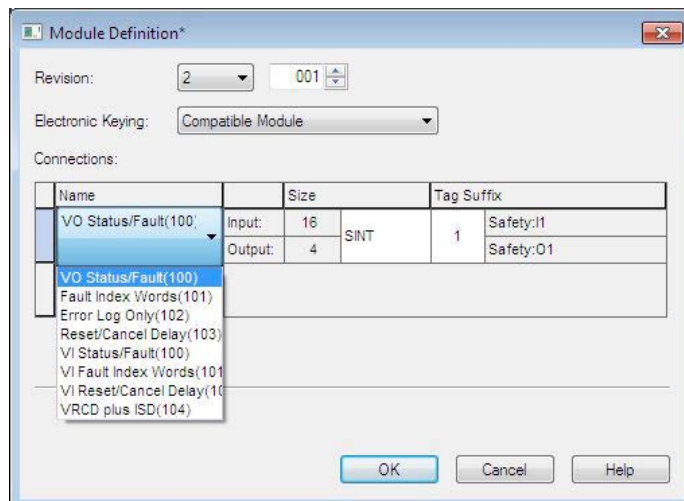 Module Definition*
Revision: 2 001
Electronic Keying: Compatible Module
Connections:
Name Size Tag Suffix
VO Status/Fault(100) Input: 16 SINT 1 Safety:I1
Output: 4 Safety:O1
VO Status/Fault(100)
Fault Index Words(101)
Error Log Only(102)
Reset/Cancel Delay(103)
VI Status/Fault(100)
VI Fault Index Words(101
VI Reset/Cancel Delay(10
VRCD plus ISD(104)
OK Cancel Help